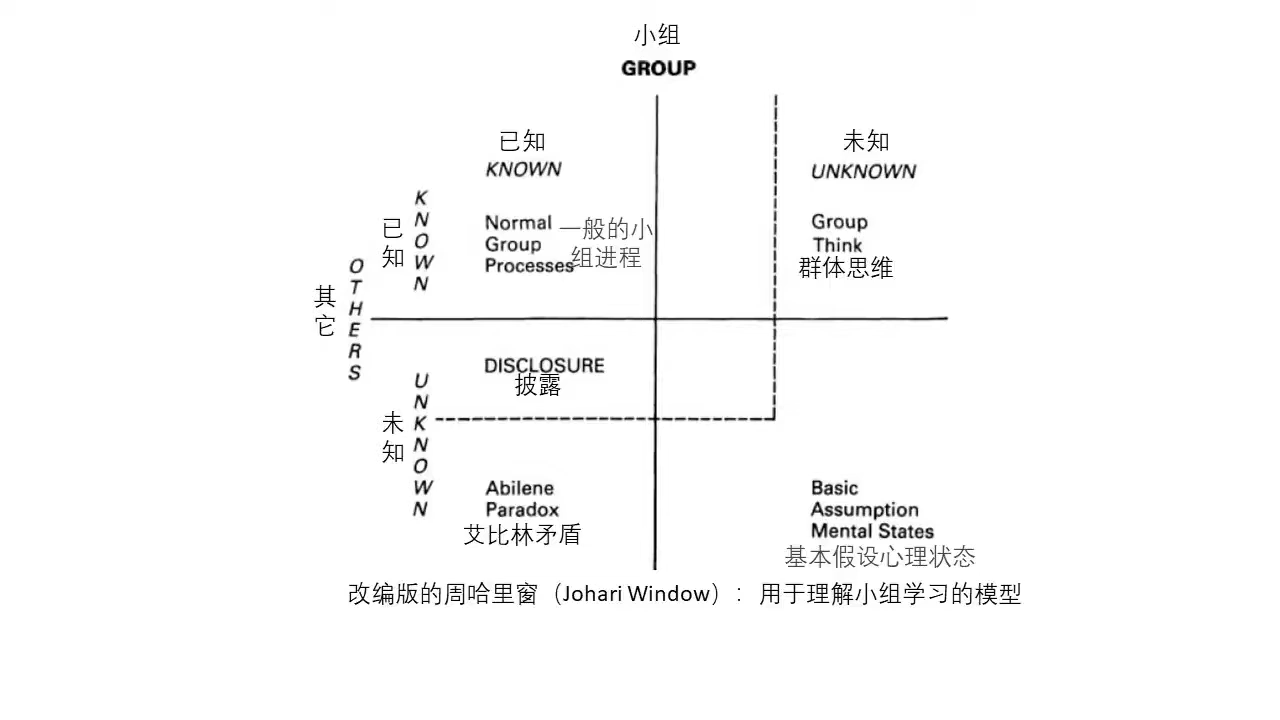 小组
GROUP
已知
KNOWN
未知
UNKNOWN
其它
OTHERS
已知
KNOWN
Normal
Group
Processes
一般的小
组进程
Group
Think
群体思维
未知
UNKNOWN
DISCLOSURE
披露
Abilene
Paradox
艾比林矛盾
Basic
Assumption
Mental States
基本假设心理状态
改编版的周哈里窗（Johari Window）：用于理解小组学习的模型